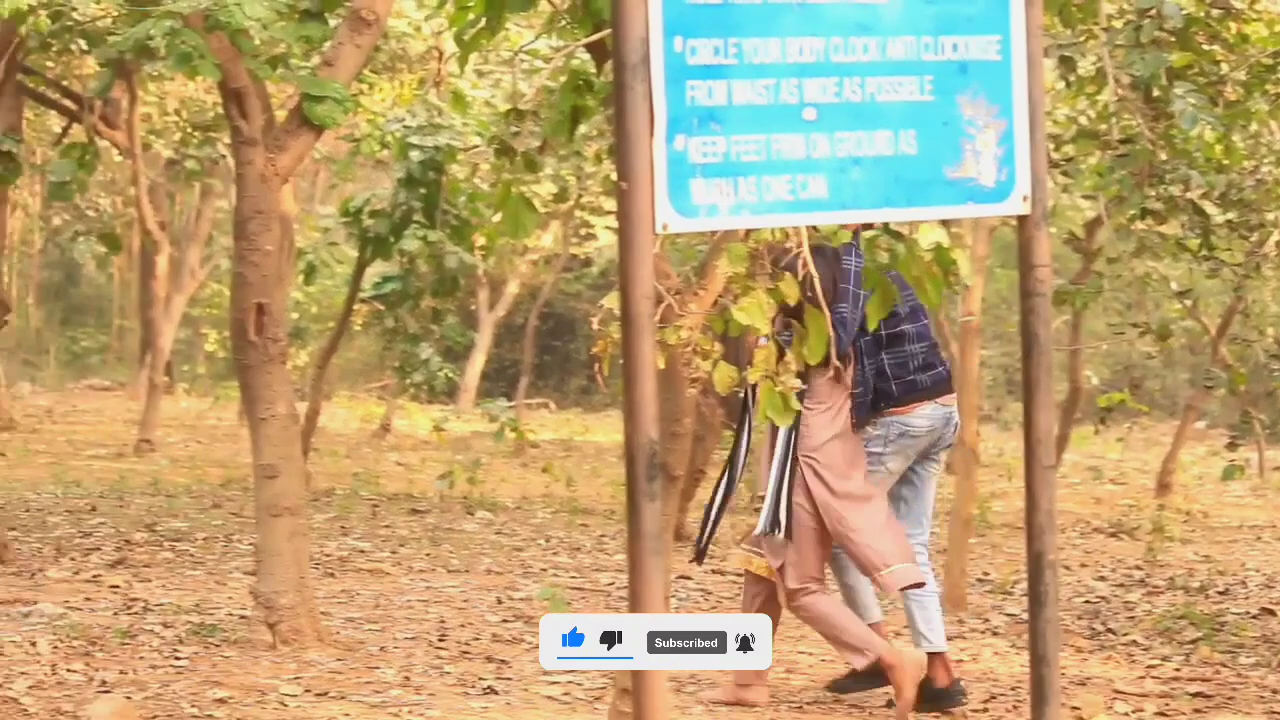 CIRCLE YOUR BODY CLOCK ANTI CLOCKWISE
FROM WAIST AS WIDE AS POSSIBLE
KEEP FEET FIRM ON GROUND AS
MUCH AS ONE CAN
Subscribed